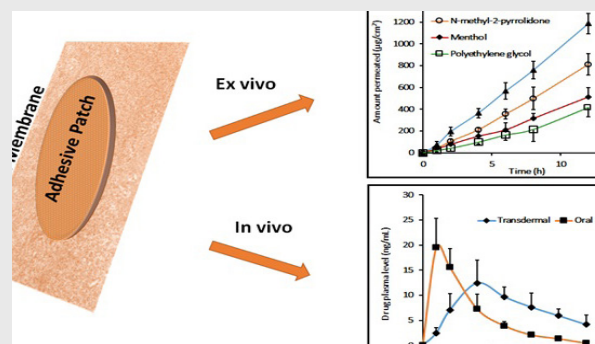 Membrane
Adhesive Patch
Ex vivo
In vivo
Amount permeated (µg/cm²)
1200
1000
800
600
400
200
0
N-methyl-2-pyrrolidone
Menthol
Polyethylene glycol
0
5
10
Time (h)
Drug plasma level (ng/mL)
30
25
20
15
10
5
0
Transdermal
Oral